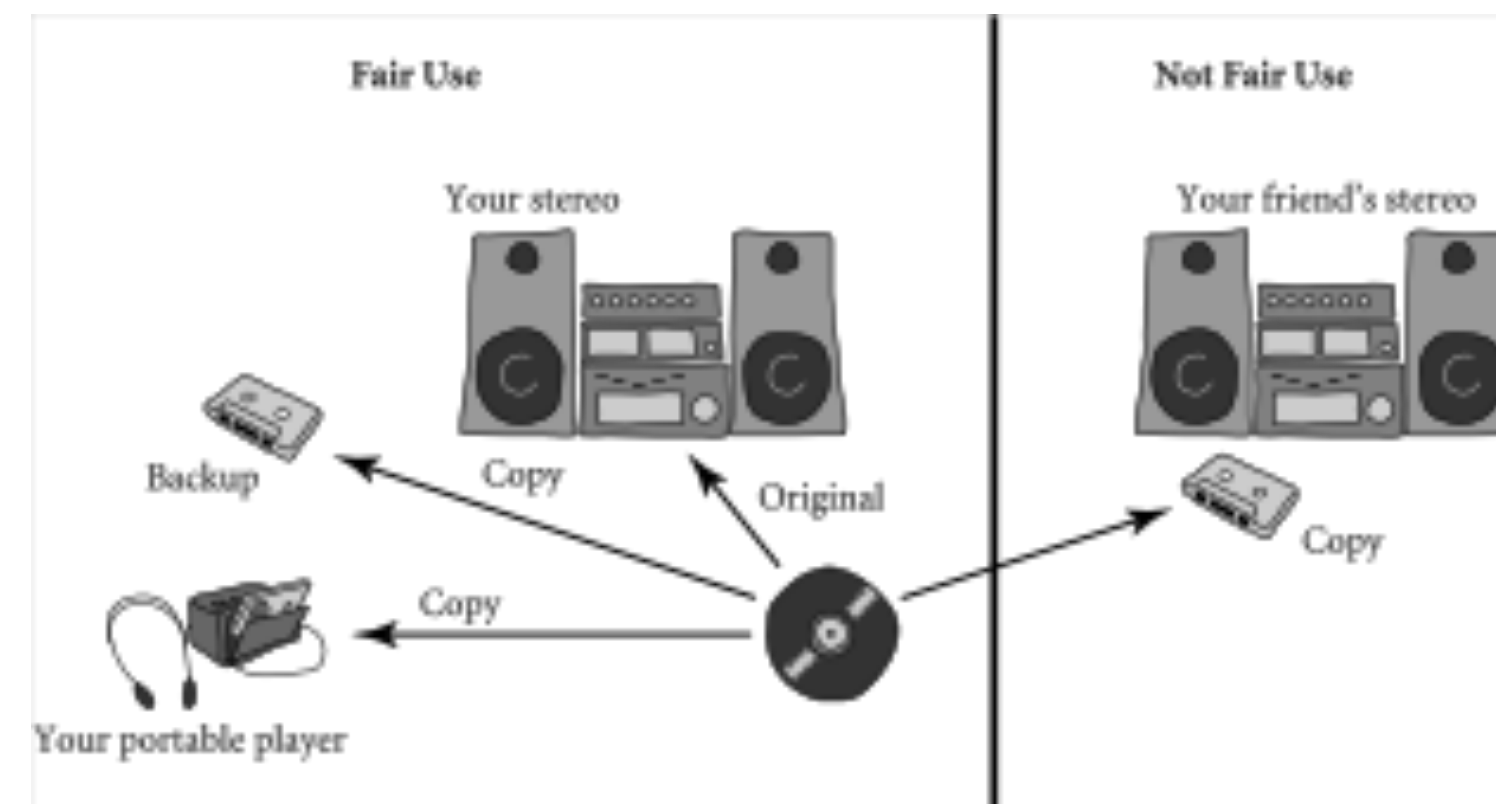 Fair Use
Not Fair Use
Your stereo
Your friend's stereo
Backup
Copy
Original
Copy
Copy
Your portable player